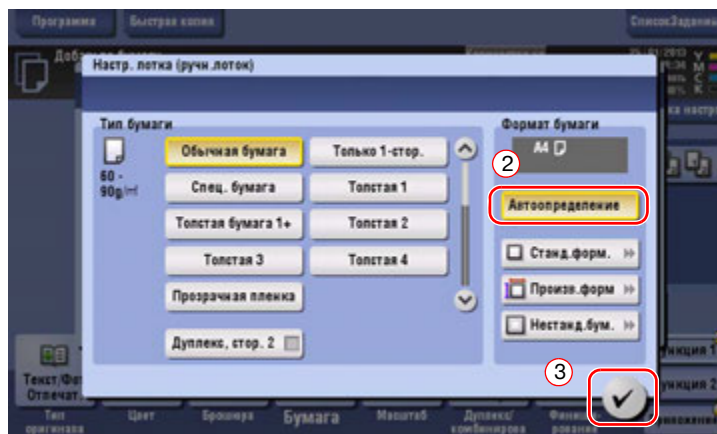 Программа
Быстрая копия
СписокЗаданий
Настр. лотка (ручн.лоток)
Тип бумаги
Формат бумаги
60 -
90g/㎡
Обычная бумага
Только 1-стор.
A4
2
Спец. бумага
Толстая 1
Автоопределение
Толстая бумага 1+
Толстая 2
Толстая 3
Толстая 4
Станд.форм.
Прозрачная пленка
Произв.форм
Нестанд.бум.
Дуплекс, стор. 2
3
Текст/Фо
Отпечат.
Тип
оригинала
Цвет
Брошюра
Бумага
Масштаб
Дуплекс/
комбинирова